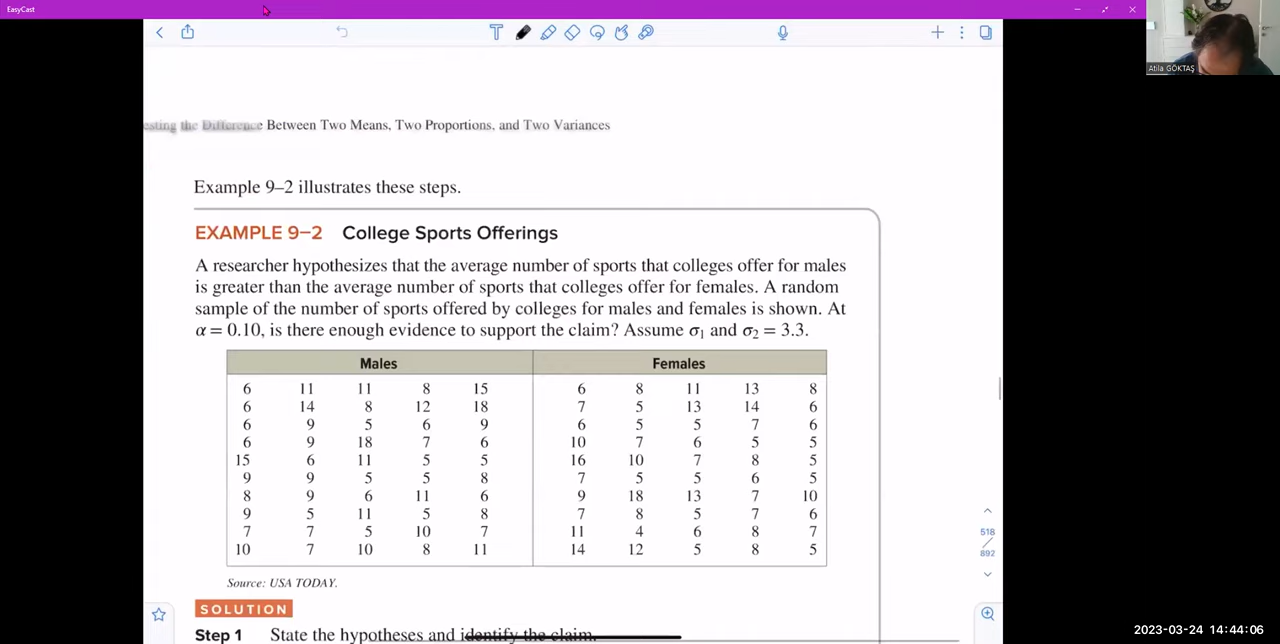 EasyCast
Atila GÖKTAŞ
esting the Difference Between Two Means, Two Proportions, and Two Variances
Example 9–2 illustrates these steps.
EXAMPLE 9–2 College Sports Offerings
A researcher hypothesizes that the average number of sports that colleges offer for males
is greater than the average number of sports that colleges offer for females. A random
sample of the number of sports offered by colleges for males and females is shown. At
α = 0.10, is there enough evidence to support the claim? Assume σ₁ and σ₂ = 3.3.
Males Females
6 11 11 8 15 6 8 11 13 8
6 14 8 12 18 7 5 13 14 6
6 9 5 6 9 6 5 5 7 6
6 9 18 7 6 10 7 6 5 5
15 6 11 5 5 16 10 7 8 5
9 9 5 5 8 7 5 5 6 5
8 9 6 11 6 9 18 13 7 10
9 5 11 5 8 7 8 5 7 6
7 7 5 10 7 11 4 6 8 7
10 7 10 8 11 14 12 5 8 5
Source: USA TODAY.
SOLUTION
Step 1 State the hypotheses and identify the claim.
518
892
2023-03-24 14:44:06